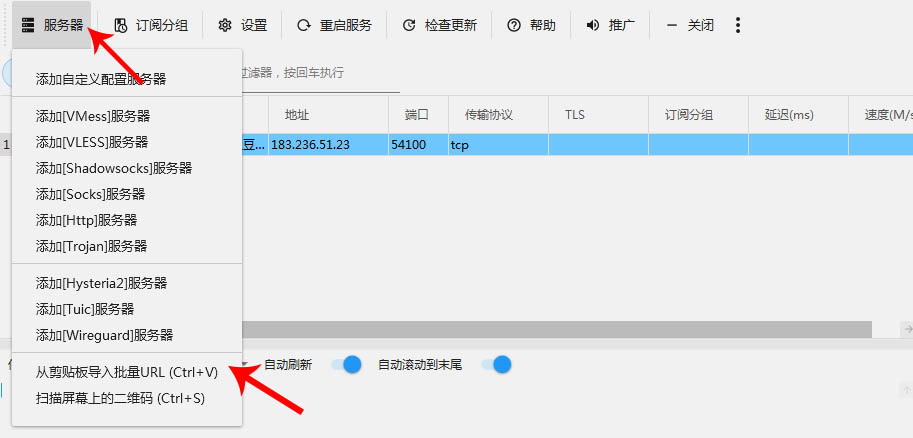 服务器 订阅分组 设置 重启服务 检查更新 帮助 推广 关闭
添加自定义配置服务器
过滤器，按回车执行
添加[VMess]服务器
地址 端口 传输协议 TLS 订阅分组 延迟(ms) 速度(M/s
添加[VLESS]服务器
1 豆... 183.236.51.23 54100 tcp
添加[Shadowsocks]服务器
添加[Socks]服务器
添加[Http]服务器
添加[Trojan]服务器
添加[Hysteria2]服务器
添加[Tuic]服务器
添加[Wireguard]服务器
自动刷新 自动滚动到末尾
从剪贴板导入批量URL (Ctrl+V)
扫描屏幕上的二维码 (Ctrl+S)